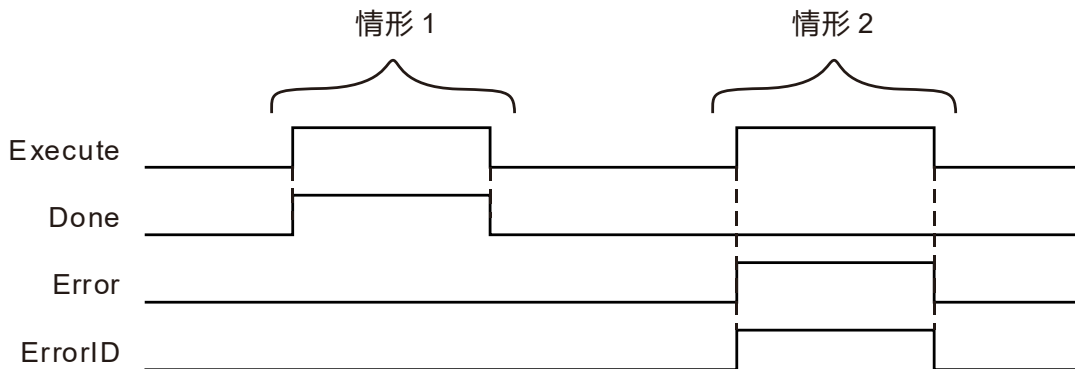 情形 1
情形 2
Execute
Done
Error
ErrorID